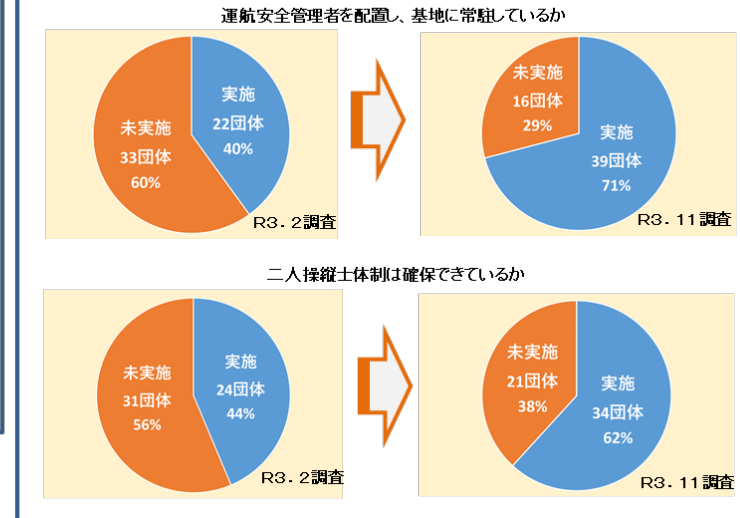 運航安全管理者を配置し、基地に常駐しているか
実施
22団体
40%
未実施
33団体
60%
R3．2調査
未実施
16団体
29%
実施
39団体
71%
R3．11調査
二人操縦士体制は確保できているか
実施
24団体
44%
未実施
31団体
56%
R3．2調査
未実施
21団体
38%
実施
34団体
62%
R3．11調査